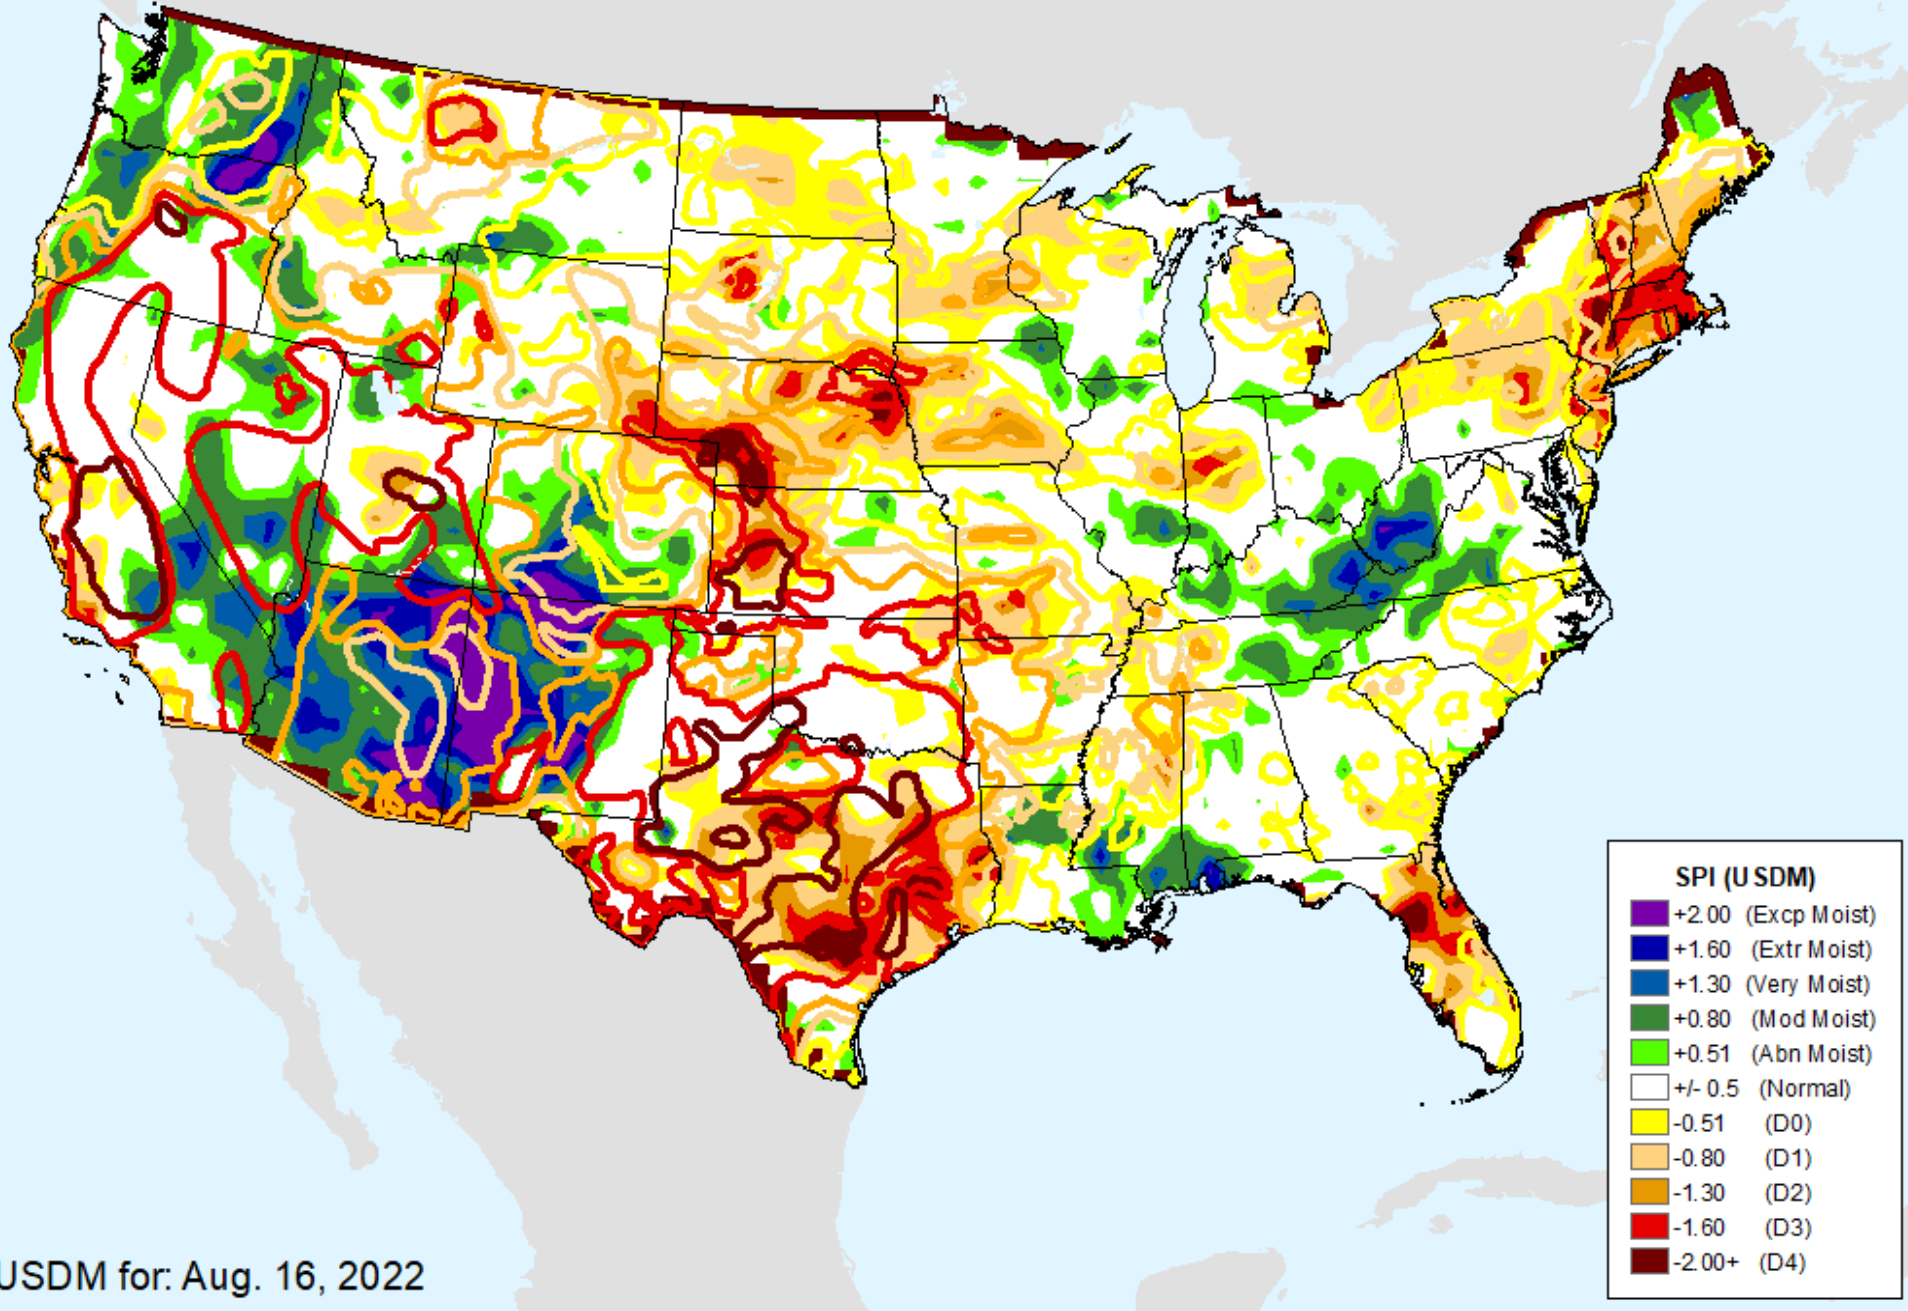 SPI (USDM)
+2.00 (Excp Moist)
+1.60 (Extr Moist)
+1.30 (Very Moist)
+0.80 (Mod Moist)
+0.51 (Abn Moist)
+/- 0.5 (Normal)
-0.51 (D0)
-0.80 (D1)
-1.30 (D2)
-1.60 (D3)
-2.00+ (D4)
USDM for: Aug. 16, 2022